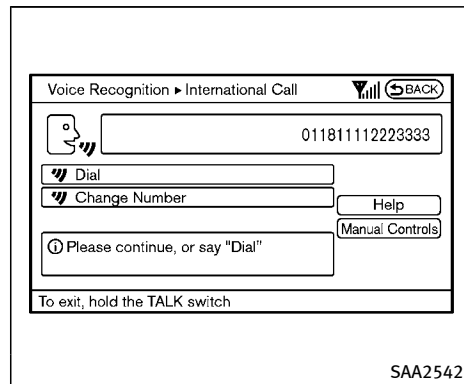 Voice Recognition ▸ International Call BACK
011811112223333
Dial
Change Number
Help
Manual Controls
Please continue, or say "Dial"
To exit, hold the TALK switch
SAA2542